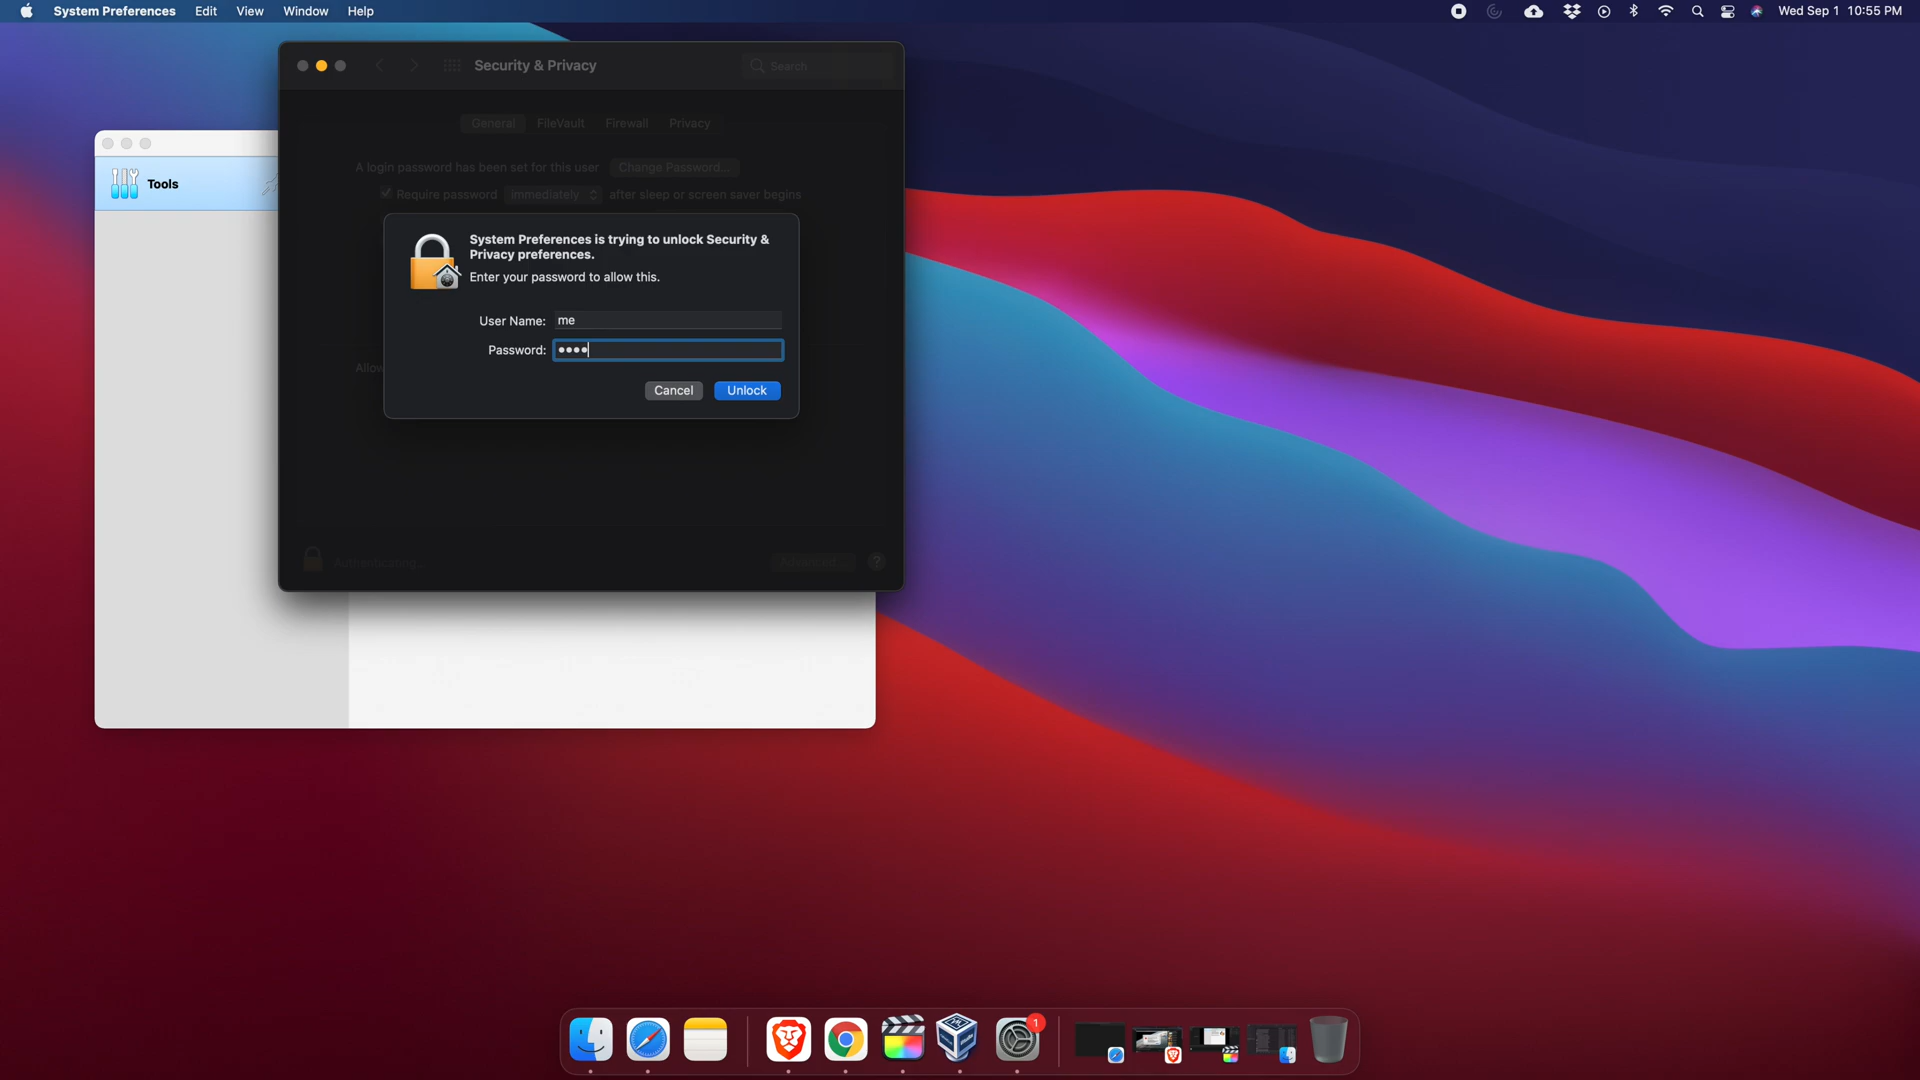 System Preferences Edit View Window Help Wed Sep 1 10:55 PM
Security & Privacy Search
General FileVault Firewall Privacy
A login password has been set for this user Change Password...
Require password immediately after sleep or screen saver begins
Tools
System Preferences is trying to unlock Security &
Privacy preferences.
Enter your password to allow this.
User Name: me
Password: ••••
Allow
Cancel Unlock
Authenticating...
Advanced... ?
1